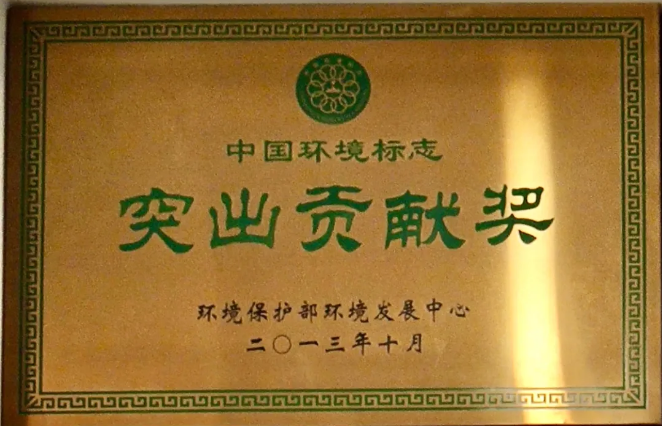 中国环境标志
突出贡献奖
环境保护部环境发展中心
二〇一三年十月